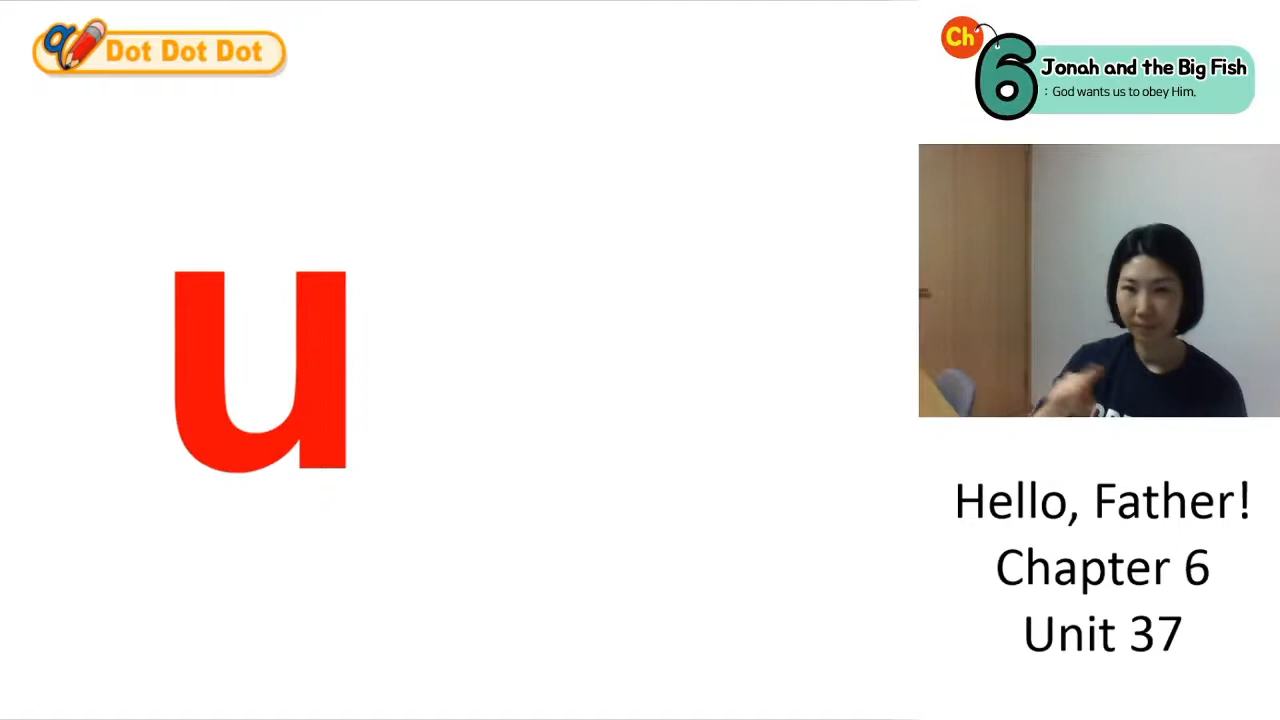 Dot Dot Dot
Ch 6
Jonah and the Big Fish
: God wants us to obey Him.
u
Hello, Father!
Chapter 6
Unit 37